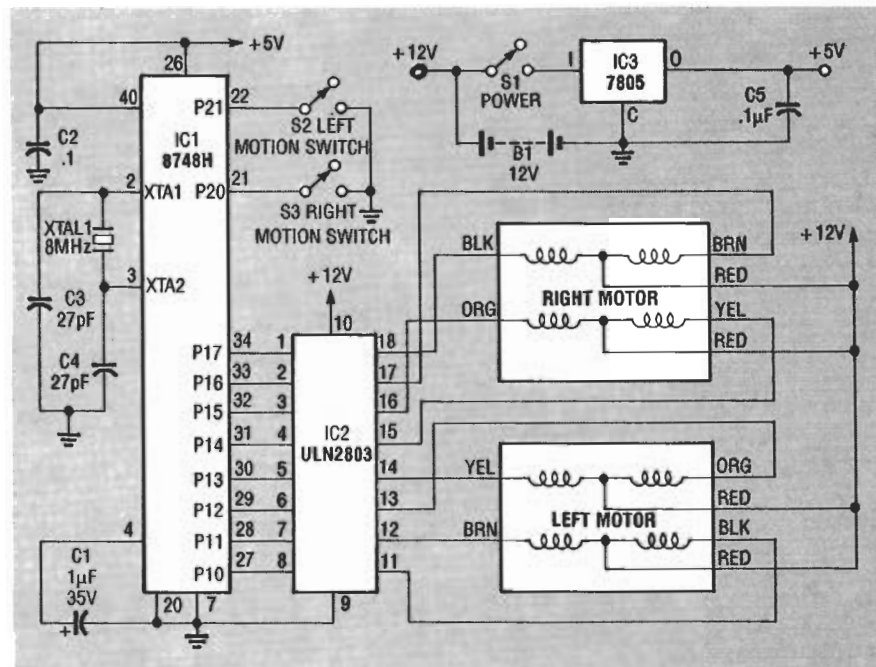 +5V
26
40
P21
22
IC1
8748H
C2
.1
S2 LEFT
MOTION SWITCH
2
XTA1
P20
21
S3 RIGHT
MOTION SWITCH
XTAL1
8MHz
3
XTA2
C3
27pF
C4
27pF
+12V
S1
POWER
I
IC3
7805
O
C
+5V
C5
.1µF
B1
12V
+12V
10
BLK
BRN
RED
RIGHT MOTOR
ORG
YEL
RED
+12V
P17
34
1
18
P16
33
2
17
P15
32
3
16
P14
31
4
15
IC2
ULN2803
P13
30
5
14
P12
29
6
13
P11
28
7
12
P10
27
8
11
YEL
ORG
RED
LEFT MOTOR
BRN
BLK
RED
4
C1
1µF
35V
+
20
7
9